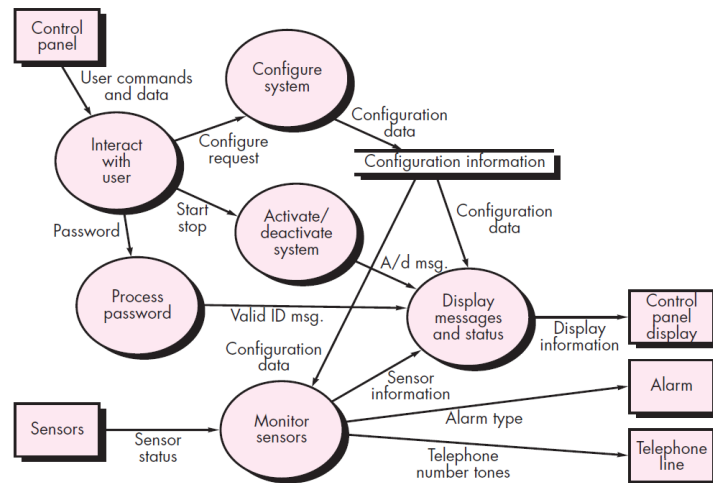 Control
panel
User commands
and data
Configure
system
Interact
with
user
Configure
request
Configuration
data
Configuration information
Start
stop
Activate/
deactivate
system
Configuration
data
Password
A/d msg.
Process
password
Valid ID msg.
Display
messages
and status
Display
information
Control
panel
display
Configuration
data
Sensor
information
Sensors
Sensor
status
Monitor
sensors
Alarm type
Alarm
Telephone
number tones
Telephone
line